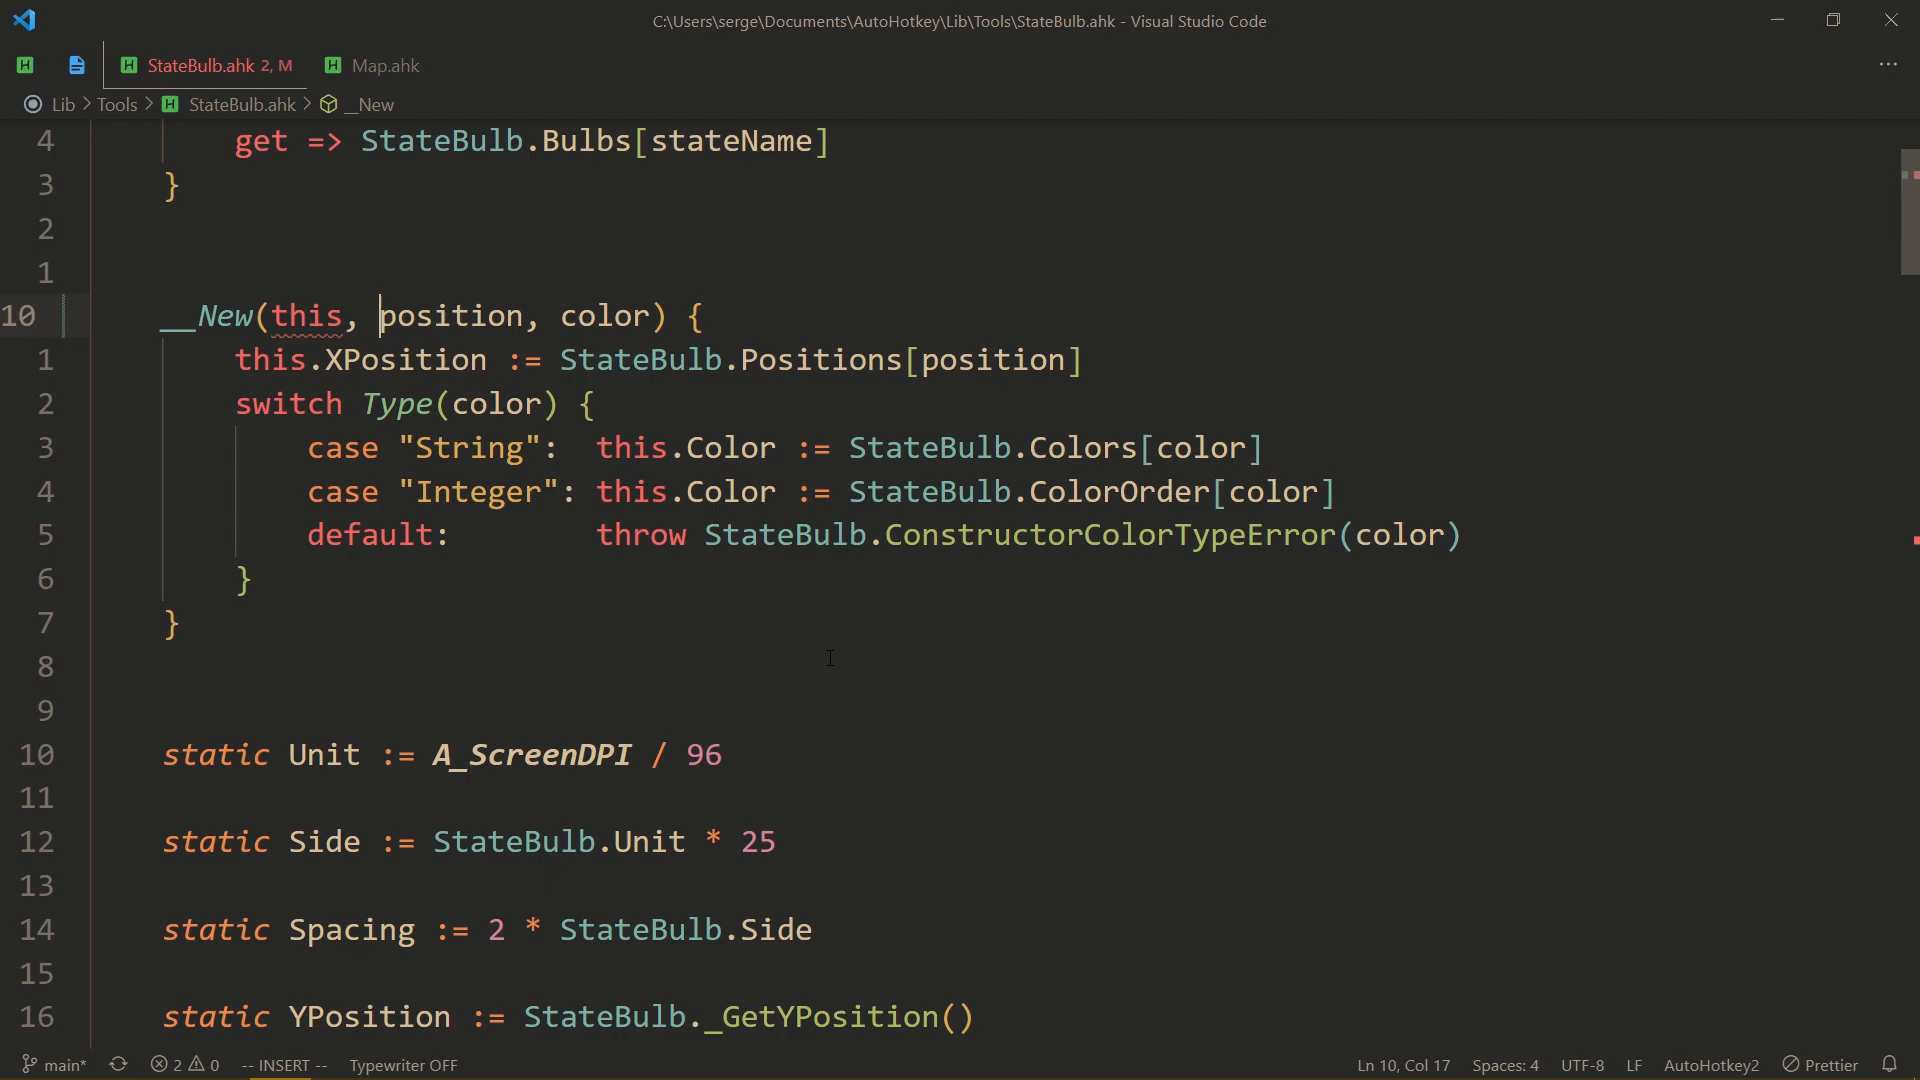 C:\Users\serge\Documents\AutoHotkey\Lib\Tools\StateBulb.ahk - Visual Studio Code
StateBulb.ahk 2, M Map.ahk
Lib > Tools > StateBulb.ahk > __New
4 get => StateBulb.Bulbs[stateName]
3 }
2
1
10 __New(this, position, color) {
1 this.XPosition := StateBulb.Positions[position]
2 switch Type(color) {
3 case "String": this.Color := StateBulb.Colors[color]
4 case "Integer": this.Color := StateBulb.ColorOrder[color]
5 default: throw StateBulb.ConstructorColorTypeError(color)
6 }
7 }
8
9
10 static Unit := A_ScreenDPI / 96
11
12 static Side := StateBulb.Unit * 25
13
14 static Spacing := 2 * StateBulb.Side
15
16 static YPosition := StateBulb._GetYPosition()
main* 2 0 -- INSERT -- Typewriter OFF Ln 10, Col 17 Spaces: 4 UTF-8 LF AutoHotkey2 Prettier